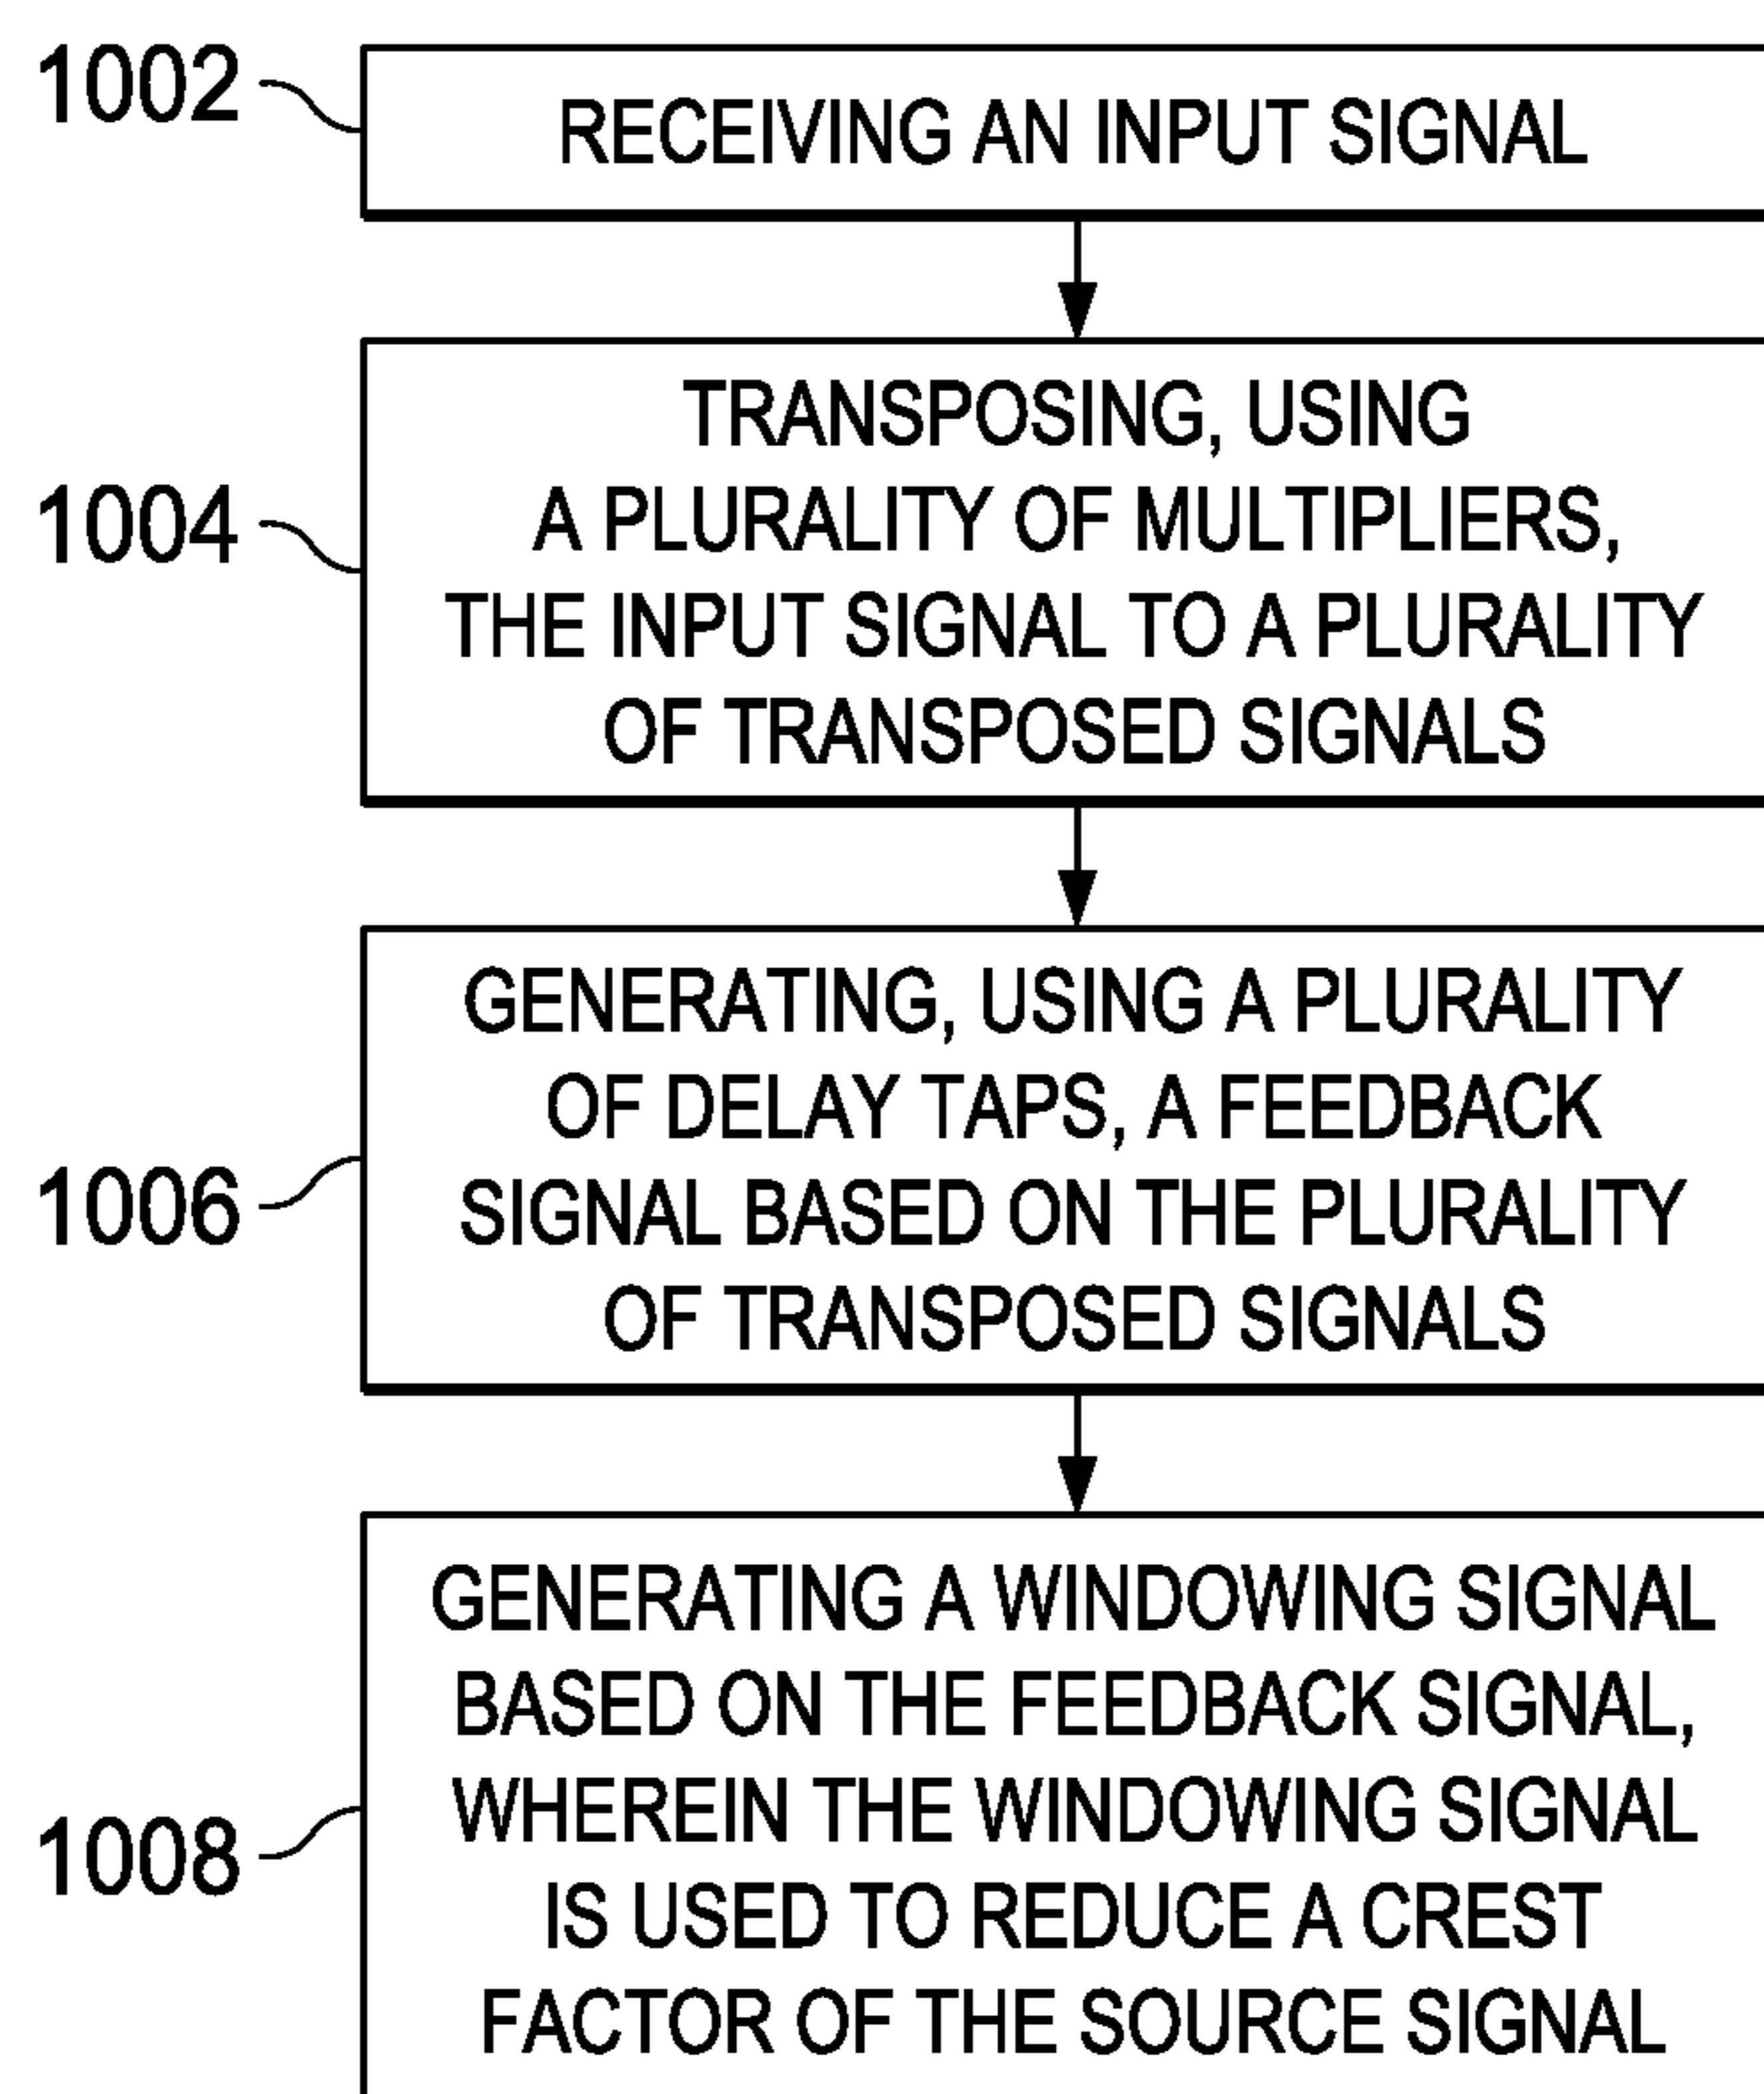 1002
RECEIVING AN INPUT SIGNAL
1004
TRANSPOSING, USING
A PLURALITY OF MULTIPLIERS,
THE INPUT SIGNAL TO A PLURALITY
OF TRANSPOSED SIGNALS
1006
GENERATING, USING A PLURALITY
OF DELAY TAPS, A FEEDBACK
SIGNAL BASED ON THE PLURALITY
OF TRANSPOSED SIGNALS
1008
GENERATING A WINDOWING SIGNAL
BASED ON THE FEEDBACK SIGNAL,
WHEREIN THE WINDOWING SIGNAL
IS USED TO REDUCE A CREST
FACTOR OF THE SOURCE SIGNAL